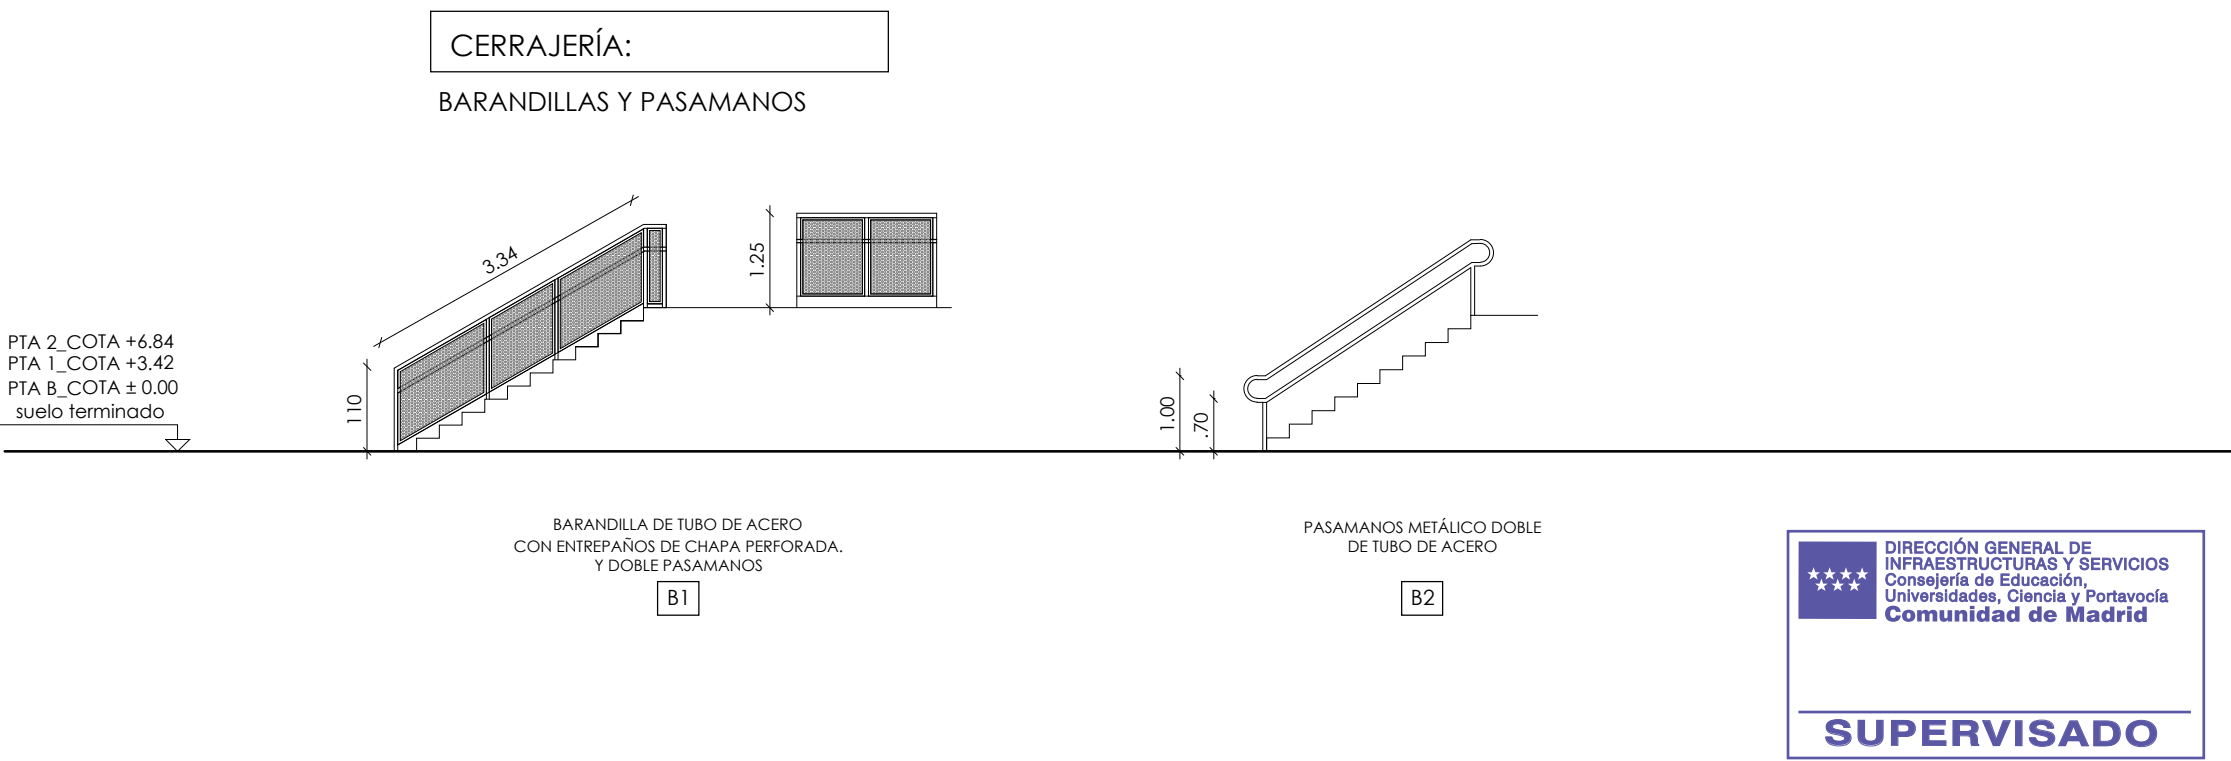 CERRAJERÍA:
BARANDILLAS Y PASAMANOS
3.34
1.25
PTA 2_COTA +6.84
PTA 1_COTA +3.42
PTA B_COTA ± 0.00
suelo terminado
110
1.00
.70
BARANDILLA DE TUBO DE ACERO
CON ENTREPAÑOS DE CHAPA PERFORADA.
Y DOBLE PASAMANOS
B1
PASAMANOS METÁLICO DOBLE
DE TUBO DE ACERO
B2
DIRECCIÓN GENERAL DE
INFRAESTRUCTURAS Y SERVICIOS
Consejería de Educación,
Universidades, Ciencia y Portavocía
Comunidad de Madrid
SUPERVISADO